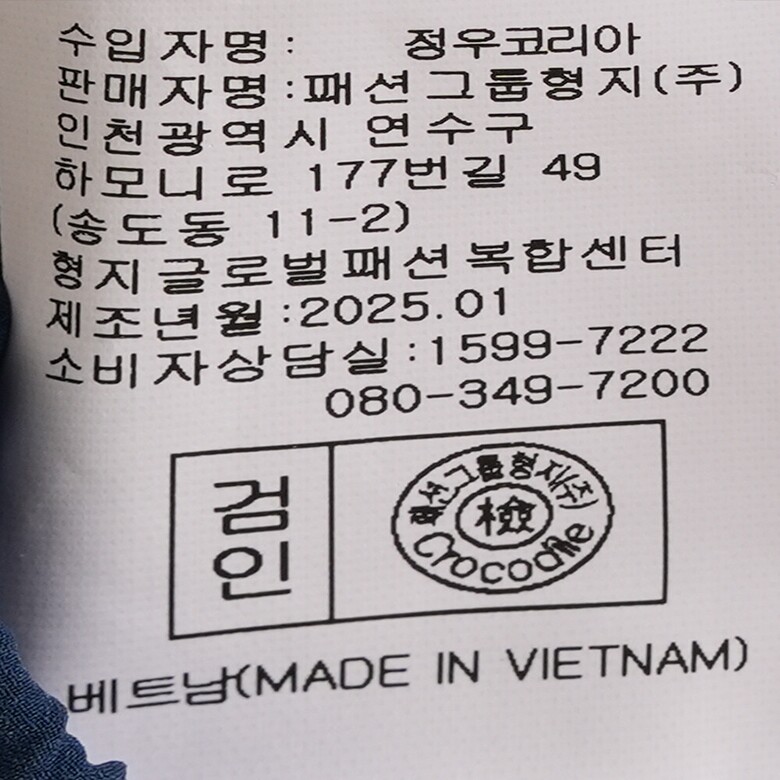 수입자명: 정우코리아
판매자명:패션그룹형지(주)
인천광역시 연수구
하모니로 177번길 49
(송도동 11-2)
형지글로벌패션복합센터
제조년월:2025.01
소비자상담실:1599-7222
080-349-7200
검인
패션그룹형지(주)
檢
Crocodile
베트남(MADE IN VIETNAM)